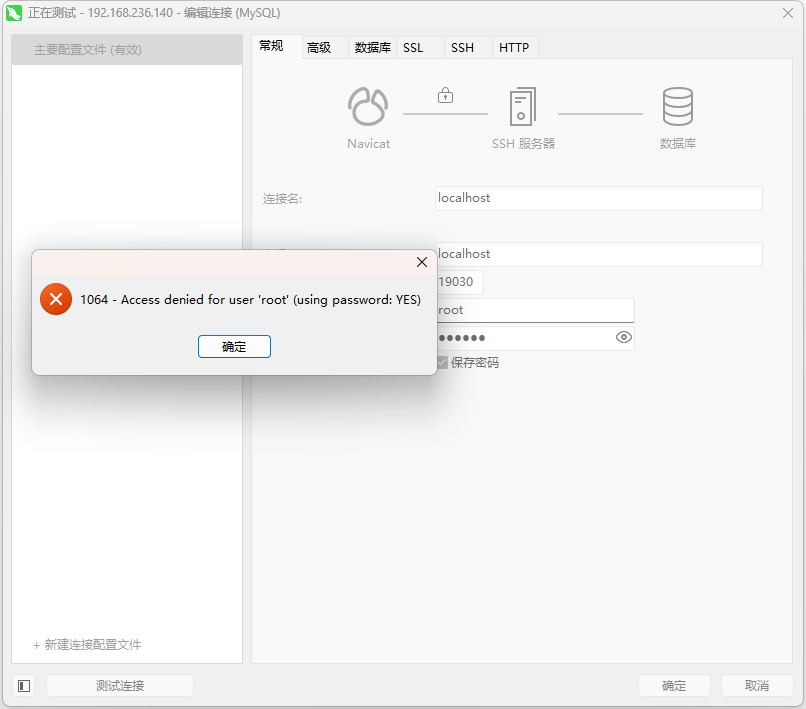 正在测试 - 192.168.236.140 - 编辑连接 (MySQL)
主要配置文件 (有效)
常规 高级 数据库 SSL SSH HTTP
Navicat SSH 服务器 数据库
连接名: localhost
localhost
19030
root
保存密码
1064 - Access denied for user 'root' (using password: YES)
确定
+ 新建连接配置文件
测试连接 确定 取消